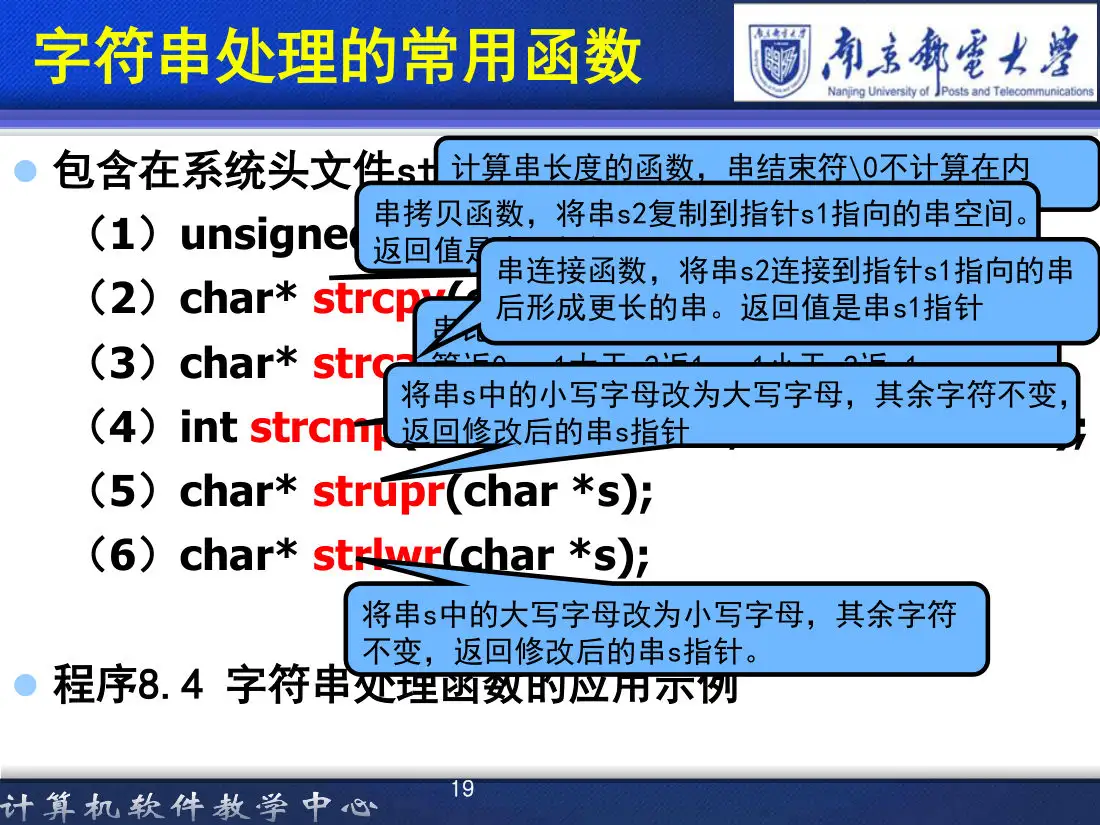 字符串处理的常用函数
南京邮电大学
Nanjing University of Posts and Telecommunications
包含在系统头文件st
计算串长度的函数，串结束符\0不计算在内
（1）unsigned
串拷贝函数，将串s2复制到指针s1指向的串空间。
返回值是
（2）char* strcpy(
串连接函数，将串s2连接到指针s1指向的串
后形成更长的串。返回值是串s1指针
（3）char* strca
（4）int strcmp(
将串s中的小写字母改为大写字母，其余字符不变，
返回修改后的串s指针
（5）char* strupr(char *s);
（6）char* strlwr(char *s);
将串s中的大写字母改为小写字母，其余字符
不变，返回修改后的串s指针。
程序8.4 字符串处理函数的应用示例
计算机软件教学中心
19